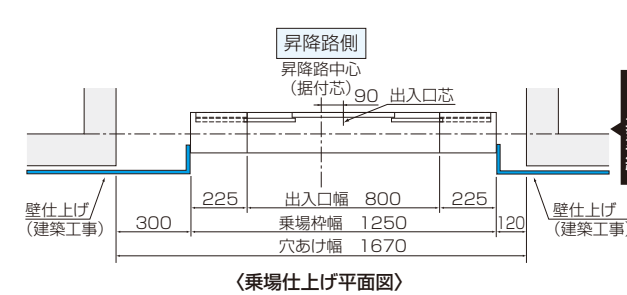 昇降路側
昇降路中心
(据付芯)
90 出入口芯
225 出入口幅 800 225
壁仕上げ
(建築工事)
300 乗場枠幅 1250 120
壁仕上げ
(建築工事)
穴あけ幅 1670
〈乗場仕上げ平面図〉